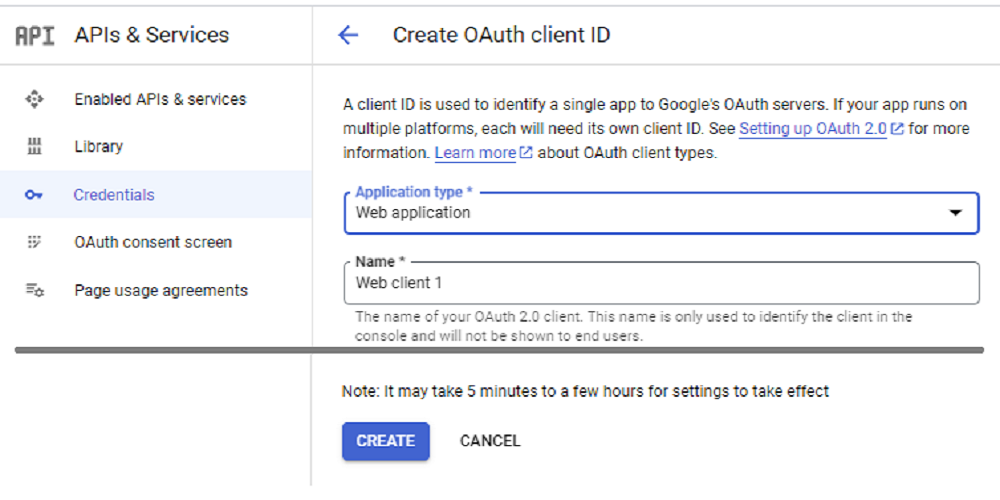 API APIs & Services
Create OAuth client ID
Enabled APIs & services
Library
Credentials
OAuth consent screen
Page usage agreements
A client ID is used to identify a single app to Google's OAuth servers. If your app runs on
multiple platforms, each will need its own client ID. See Setting up OAuth 2.0 for more
information. Learn more about OAuth client types.
Application type *
Web application
Name *
Web client 1
The name of your OAuth 2.0 client. This name is only used to identify the client in the
console and will not be shown to end users.
Note: It may take 5 minutes to a few hours for settings to take effect
CREATE CANCEL